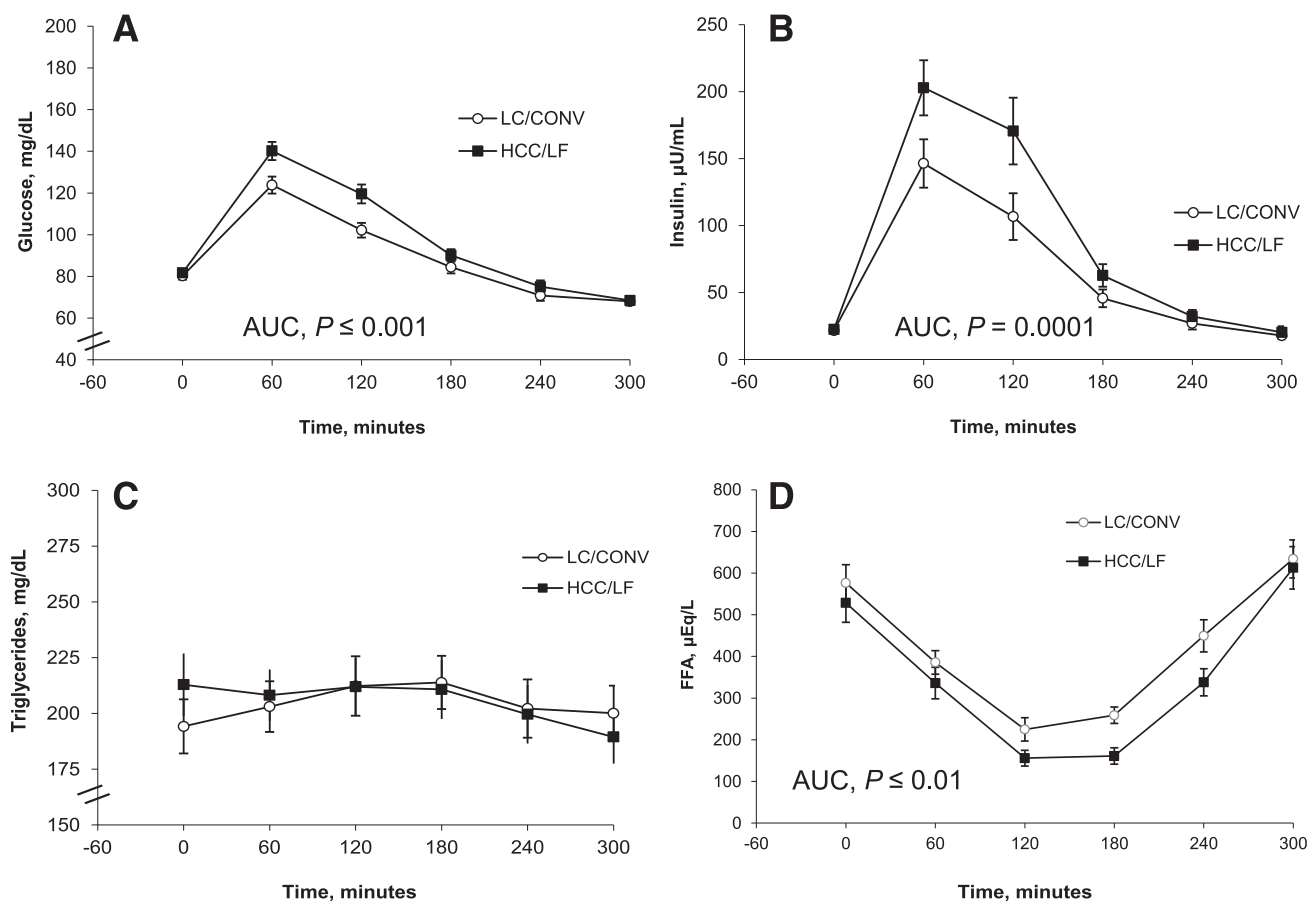 A
Glucose, mg/dL
200
180
160
140
120
100
80
60
40
LC/CONV
HCC/LF
AUC, P ≤ 0.001
-60 0 60 120 180 240 300
Time, minutes
B
Insulin, µU/mL
250
200
150
100
50
0
LC/CONV
HCC/LF
AUC, P = 0.0001
-60 0 60 120 180 240 300
Time, minutes
C
Triglycerides, mg/dL
300
275
250
225
200
175
150
LC/CONV
HCC/LF
-60 0 60 120 180 240 300
Time, minutes
D
FFA, µEq/L
800
700
600
500
400
300
200
100
0
LC/CONV
HCC/LF
AUC, P ≤ 0.01
-60 0 60 120 180 240 300
Time, minutes